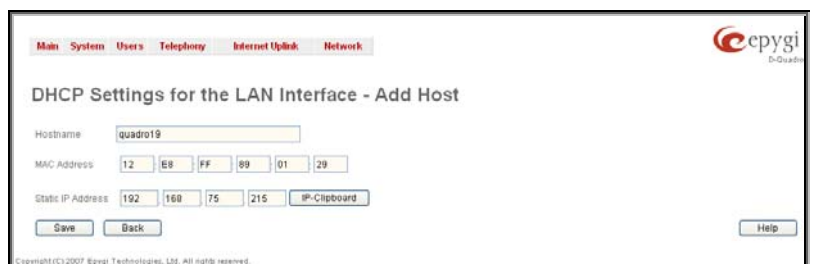 epygi
D-Quadro
Main System Users Telephony Internet Uplink Network
DHCP Settings for the LAN Interface - Add Host
Hostname quadro19
MAC Address 12 : E8 : FF : 89 : 01 : 29
Static IP Address 192 . 168 . 75 . 215 IP-Clipboard
Save Back Help
Copyright (C) 2007 Epygi Technologies, Ltd. All rights reserved.